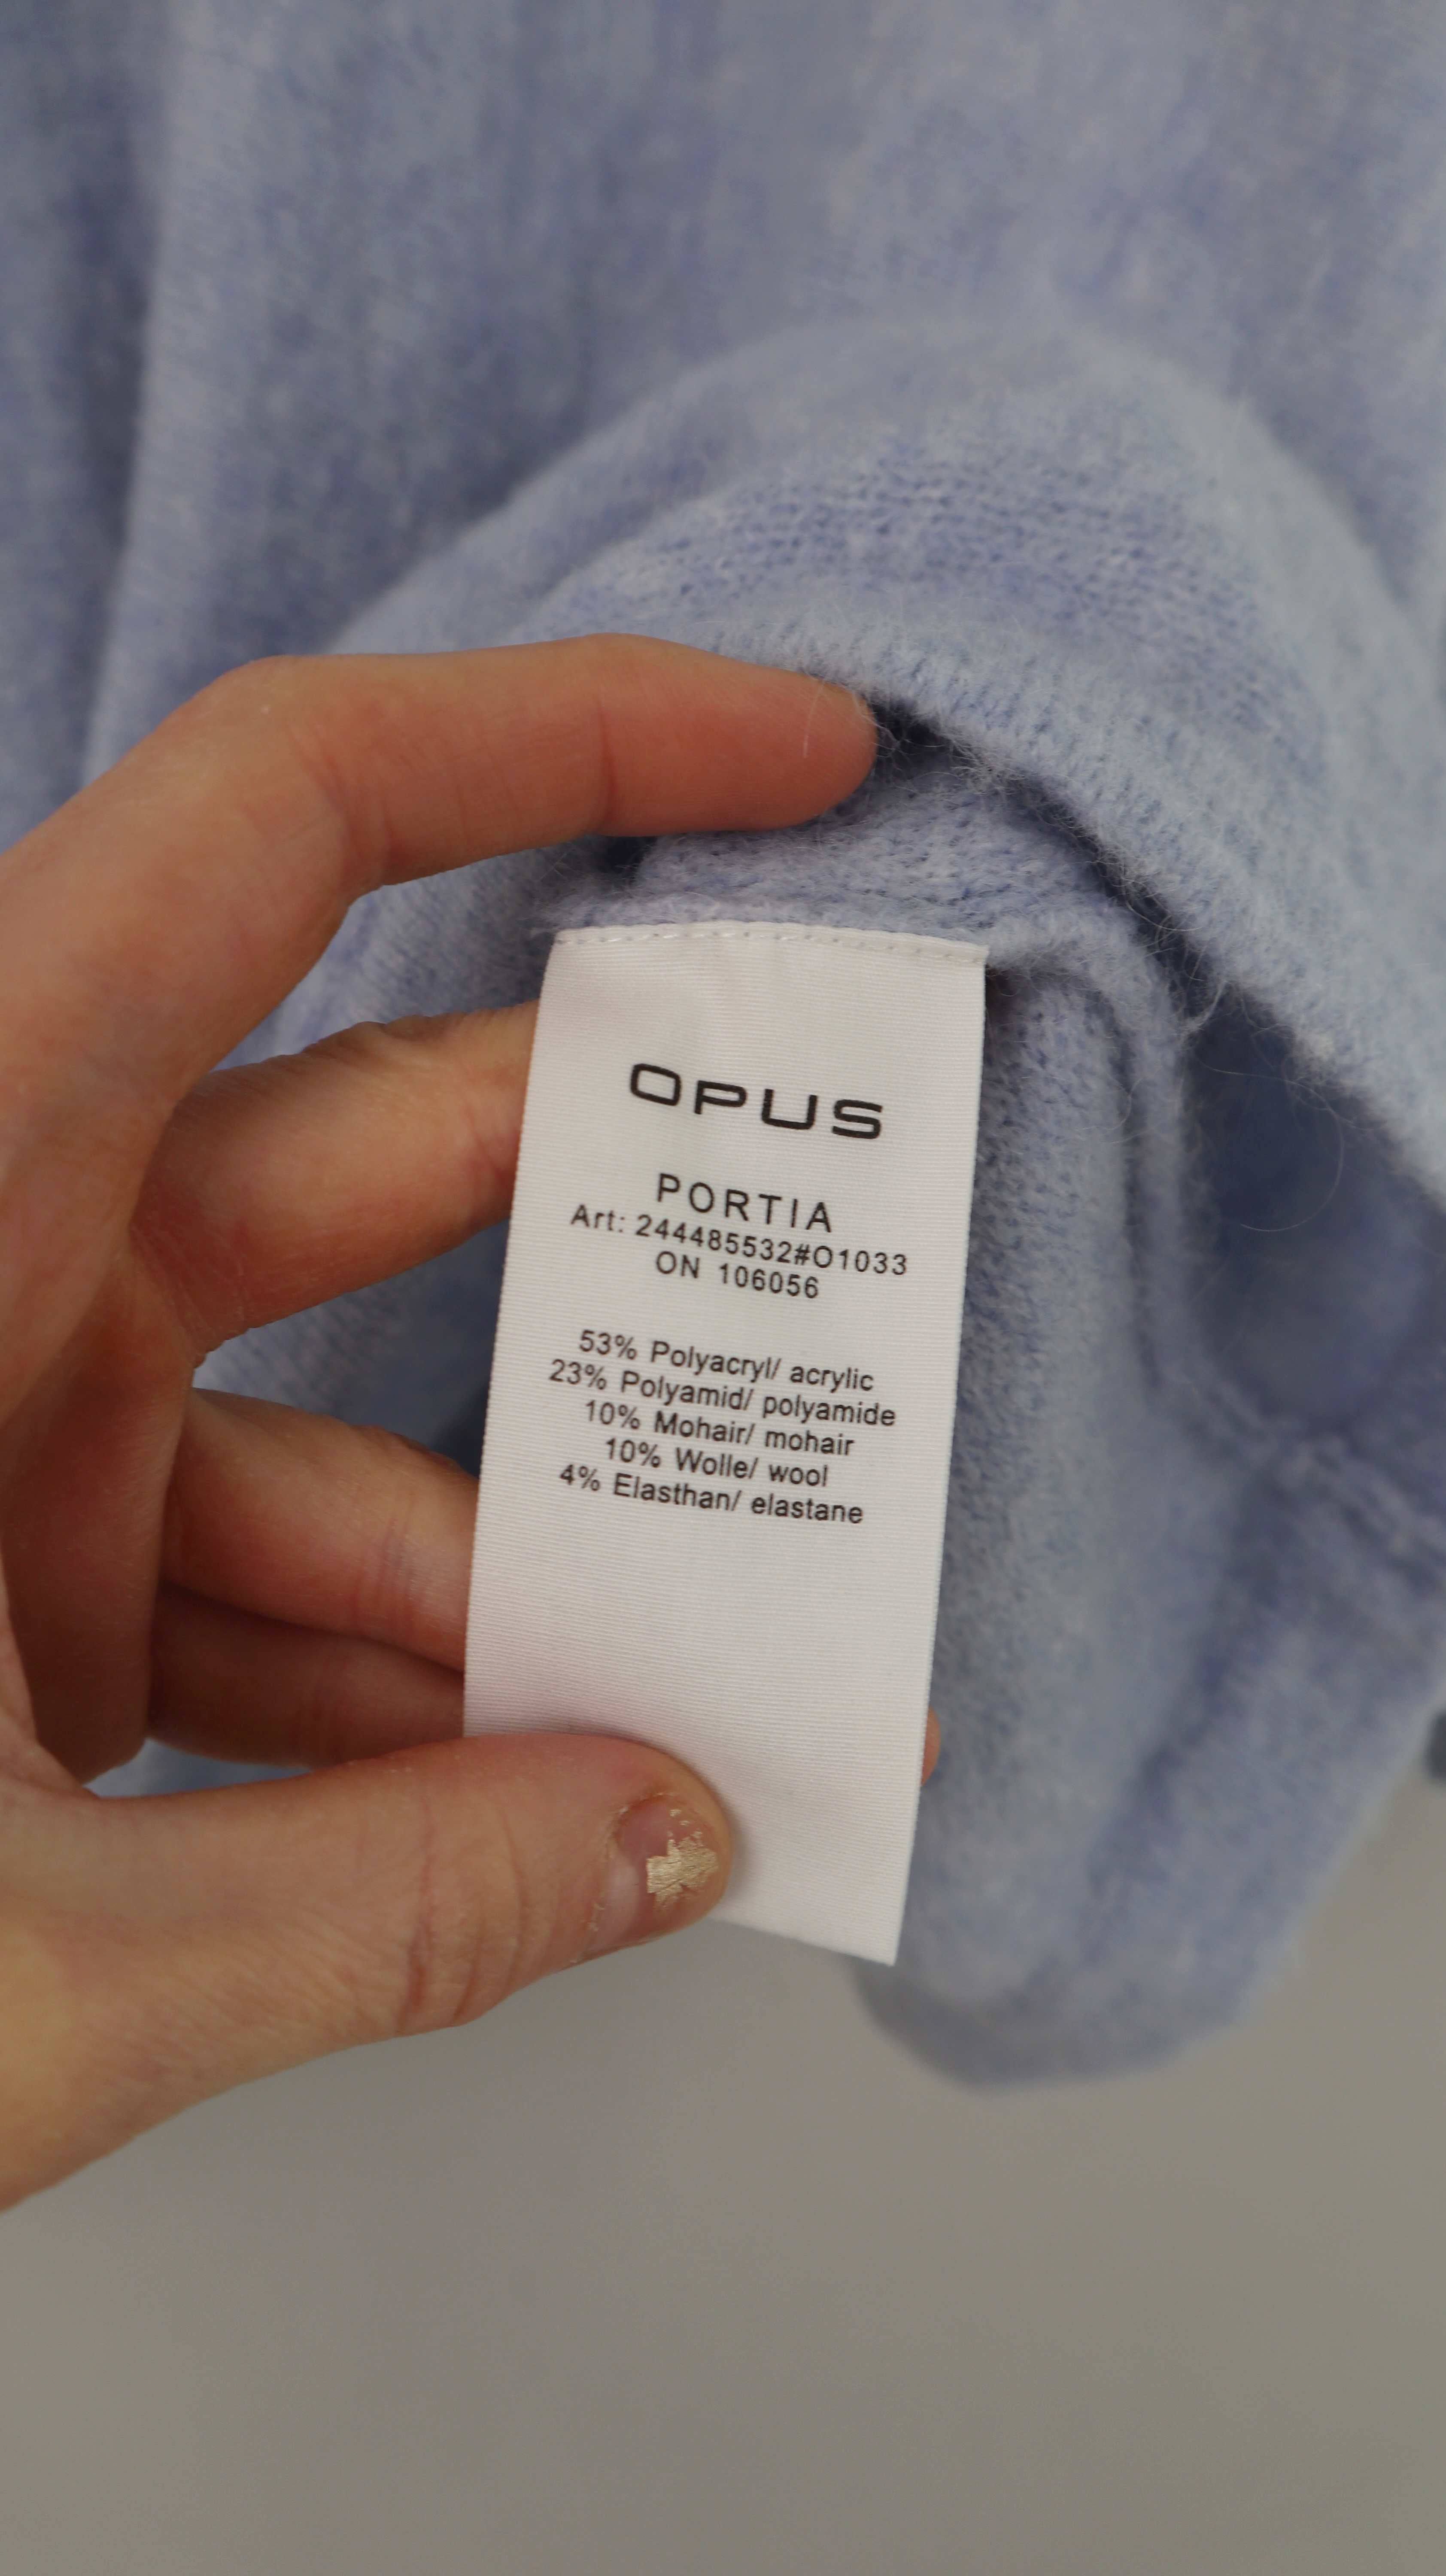 OPUS
PORTIA
Art: 244485532#O1033
ON 106056
53% Polyacryl/ acrylic
23% Polyamid/ polyamide
10% Mohair/ mohair
10% Wolle/ wool
4% Elasthan/ elastane